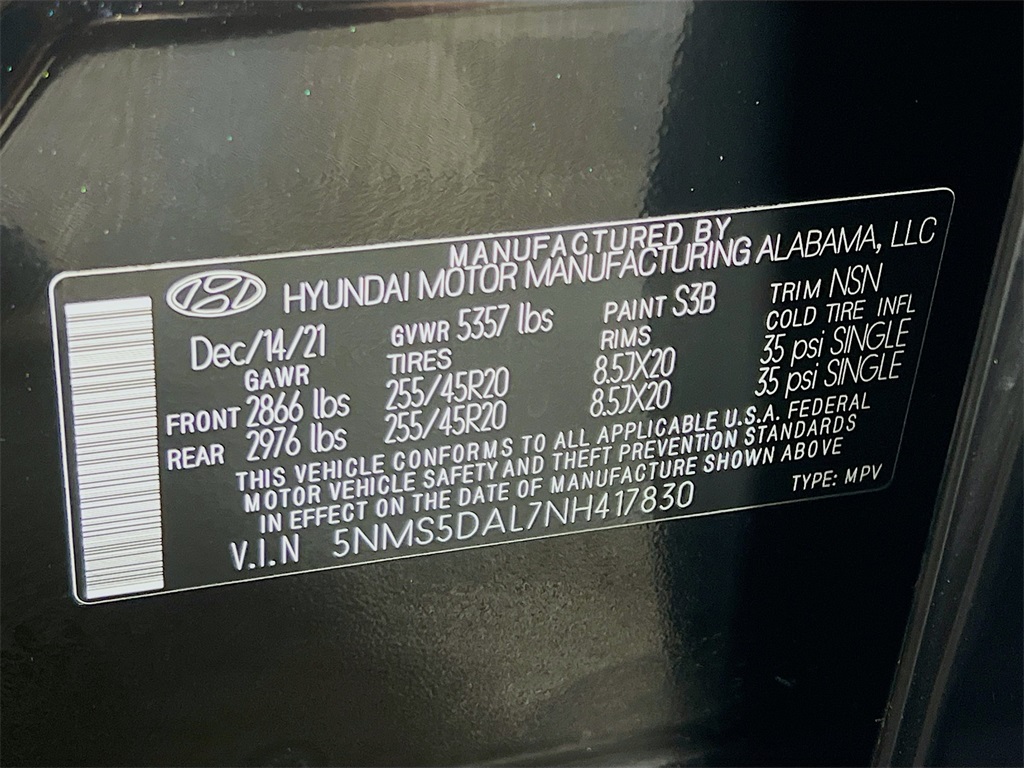 MANUFACTURED BY
HYUNDAI MOTOR MANUFACTURING ALABAMA, LLC
Dec/14/21 GVWR 5357 lbs PAINT S3B TRIM NSN
GAWR TIRES RIMS COLD TIRE INFL
FRONT 2866 lbs 255/45R20 8.5JX20 35 psi SINGLE
REAR 2976 lbs 255/45R20 8.5JX20 35 psi SINGLE
THIS VEHICLE CONFORMS TO ALL APPLICABLE U.S.A. FEDERAL
MOTOR VEHICLE SAFETY AND THEFT PREVENTION STANDARDS
IN EFFECT ON THE DATE OF MANUFACTURE SHOWN ABOVE
V.I.N 5NMS5DAL7NH417830 TYPE: MPV